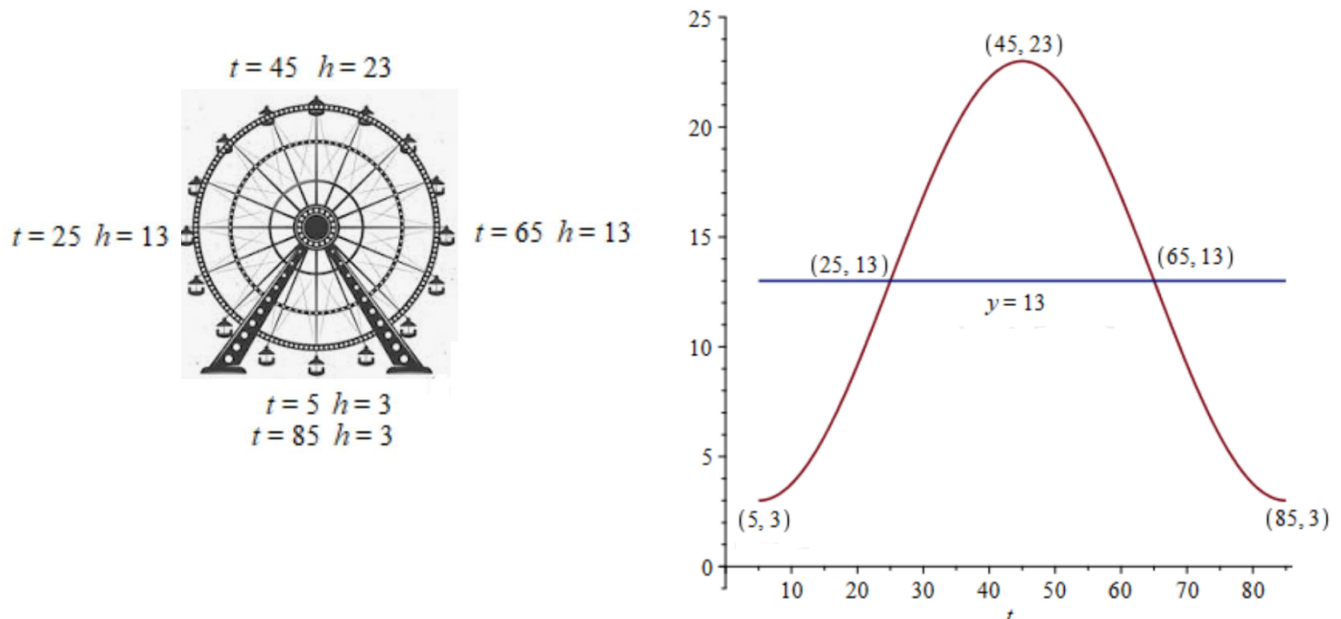 t = 45 h = 23
t = 25 h = 13
t = 65 h = 13
t = 5 h = 3
t = 85 h = 3
25
(45, 23)
20
15
(25, 13)
(65, 13)
y = 13
10
5
(5, 3)
(85, 3)
0
10 20 30 40 50 60 70 80
t